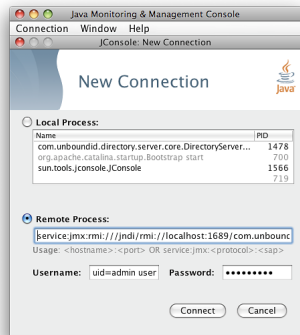 Java Monitoring & Management Console
Connection Window Help
JConsole: New Connection
New Connection
Java
Local Process:
Name PID
com.unboundid.directory.server.core.DirectoryServer... 1478
org.apache.catalina.startup.Bootstrap start 700
sun.tools.jconsole.JConsole 1566
719
Remote Process:
service:jmx:rmi:///jndi/rmi://localhost:1689/com.unbounc
Usage: <hostname>:<port> OR service:jmx:<protocol>:<sap>
Username: uid=admin user Password: •••••••••
Connect Cancel